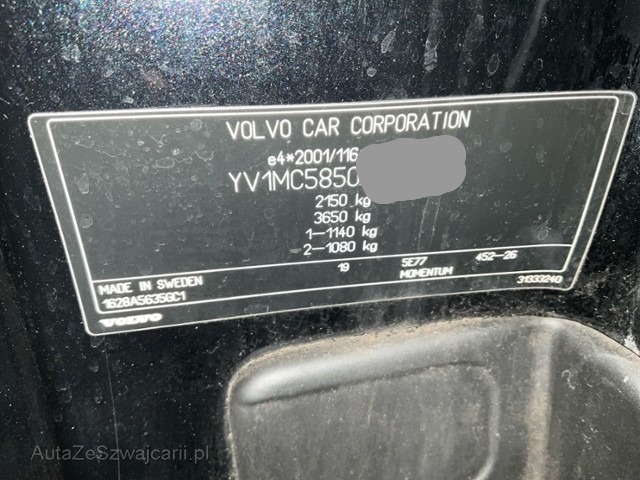 VOLVO CAR CORPORATION
e4*2001/116
YV1MC5850
2150 kg
3650 kg
1-1140 kg
2-1080 kg
19 5E77 452-26
MADE IN SWEDEN MOMENTUM 31333240
1628A5635GC1
VOLVO
AutaZeSzwajcarii.pl